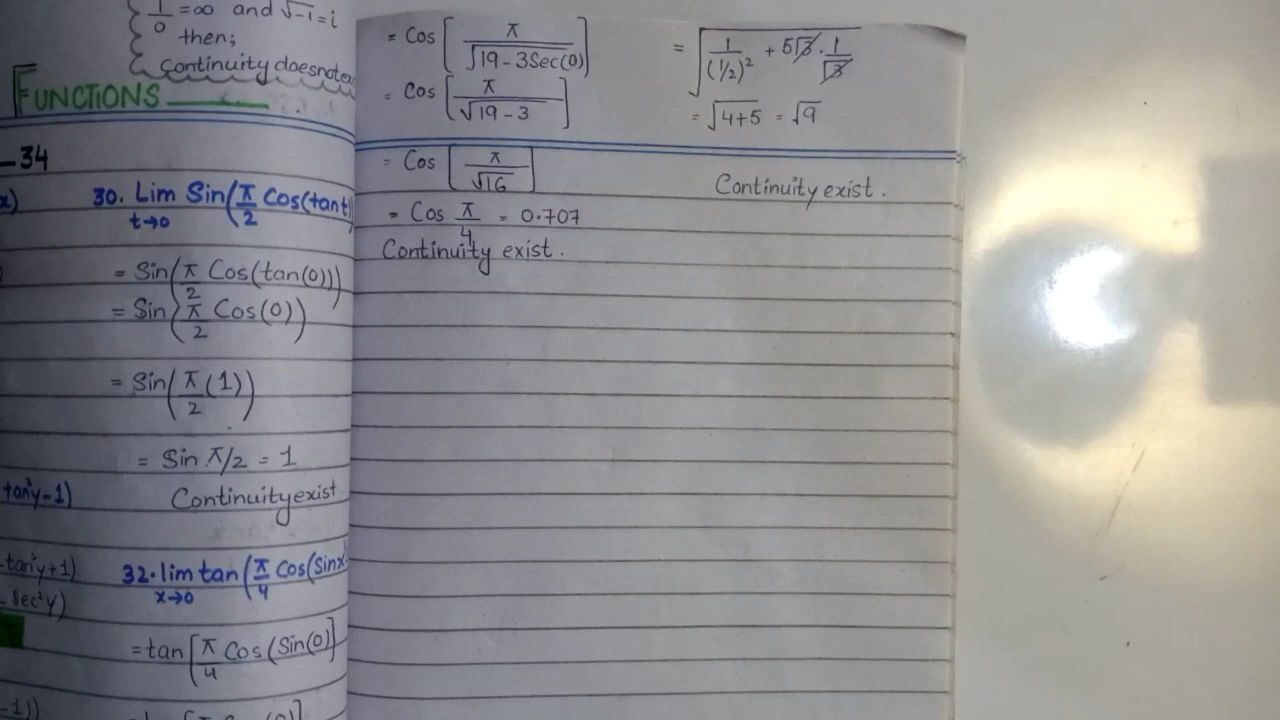 1/0 = ∞ and √-1 = i
then;
Continuity does
FUNCTIONS
-34
x)
30. Lim Sin(π/2 Cos(tant)
t→0
= Sin(π/2 Cos(tan(0)))
= Sin(π/2 Cos(0))
= Sin(π/2 (1))
= Sin π/2 = 1
tan²y-1)
Continuity exist
tan²y+1)
- Sec²y)
32. lim tan(π/4 Cos(Sinx
x→0
= tan[π/4 Cos(Sin(0)]
-1))
= Cos[π/√19-3Sec(0)]
= Cos[π/√19-3]
= Cos[π/√16]
= Cos π/4 = 0.707
Continuity exist.
= √1/(1/2)² + 5√3 . 1/√3
= √4+5 = √9
Continuity exist.